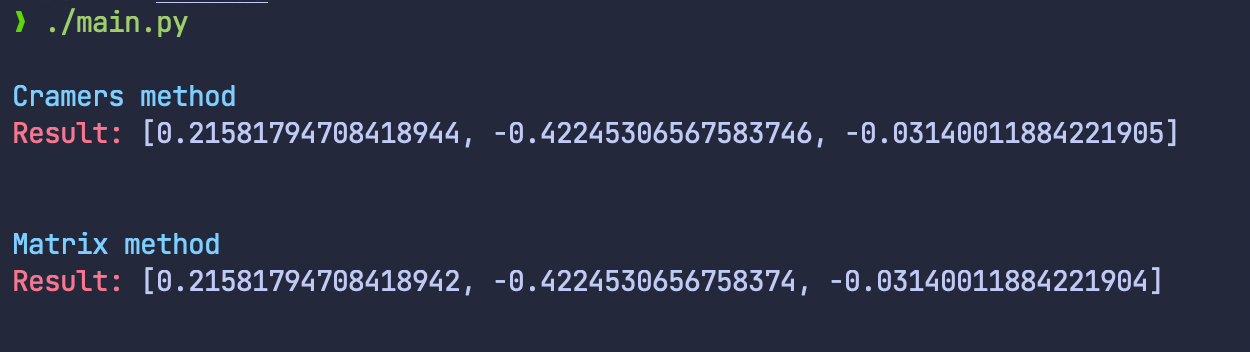 ❯ ./main.py
Cramers method
Result: [0.21581794708418944, -0.42245306567583746, -0.03140011884221905]
Matrix method
Result: [0.21581794708418942, -0.4224530656758374, -0.03140011884221904]